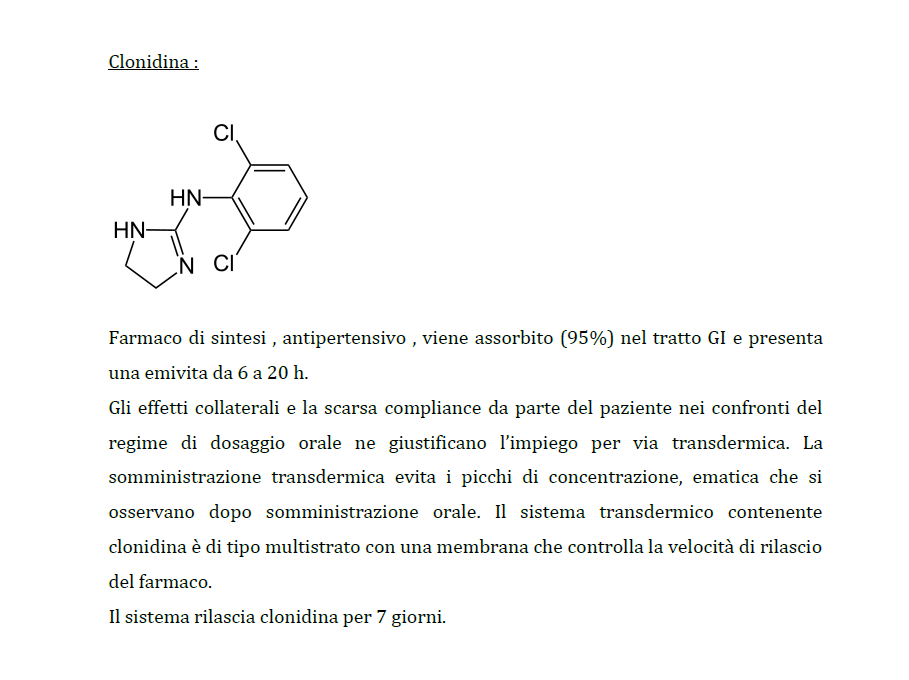 Clonidina :
Cl
HN
HN
N
Cl
Farmaco di sintesi , antipertensivo , viene assorbito (95%) nel tratto GI e presenta
una emivita da 6 a 20 h.
Gli effetti collaterali e la scarsa compliance da parte del paziente nei confronti del
regime di dosaggio orale ne giustificano l’impiego per via transdermica. La
somministrazione transdermica evita i picchi di concentrazione, ematica che si
osservano dopo somministrazione orale. Il sistema transdermico contenente
clonidina è di tipo multistrato con una membrana che controlla la velocità di rilascio
del farmaco.
Il sistema rilascia clonidina per 7 giorni.